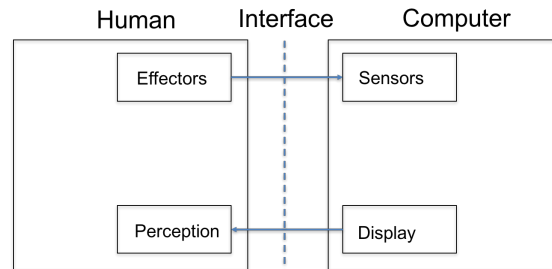 Human Interface Computer
Effectors Sensors
Perception Display